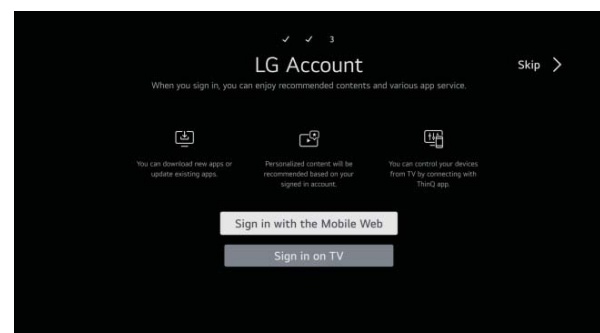 ✓ ✓ 3
LG Account
Skip >
When you sign in, you can enjoy recommended contents and various app service.
You can download new apps or
update existing apps.
Personalized content will be
recommended based on your
signed in account.
You can control your devices
from TV by connecting with
ThinQ app.
Sign in with the Mobile Web
Sign in on TV